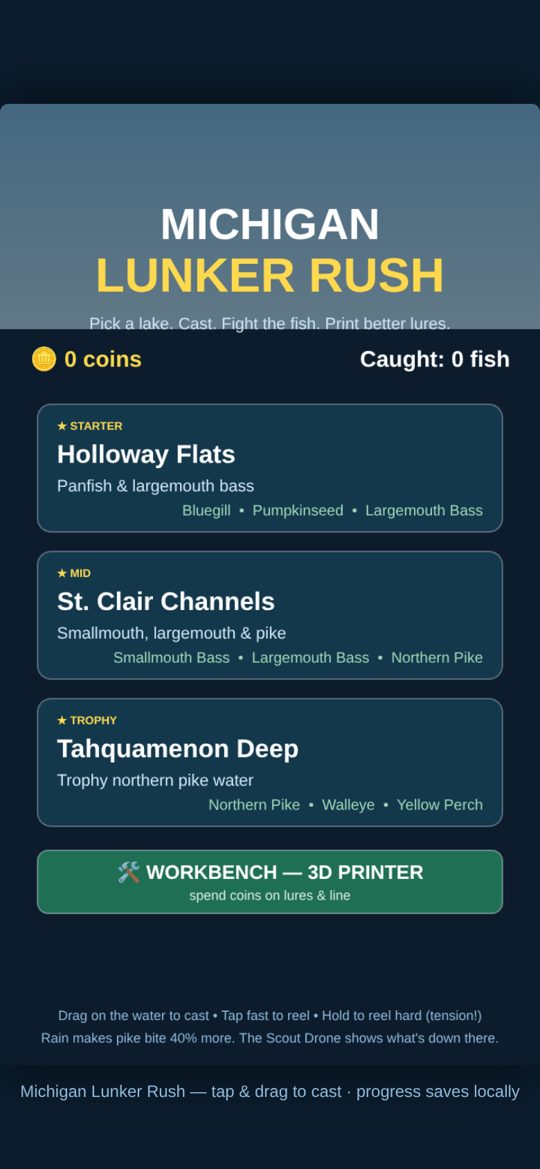 MICHIGAN
LUNKER RUSH
Pick a lake. Cast. Fight the fish. Print better lures.
🪙 0 coins
Caught: 0 fish
★ STARTER
Holloway Flats
Panfish & largemouth bass
Bluegill • Pumpkinseed • Largemouth Bass
★ MID
St. Clair Channels
Smallmouth, largemouth & pike
Smallmouth Bass • Largemouth Bass • Northern Pike
★ TROPHY
Tahquamenon Deep
Trophy northern pike water
Northern Pike • Walleye • Yellow Perch
🛠️ WORKBENCH — 3D PRINTER
spend coins on lures & line
Drag on the water to cast • Tap fast to reel • Hold to reel hard (tension!)
Rain makes pike bite 40% more. The Scout Drone shows what's down there.
Michigan Lunker Rush — tap & drag to cast · progress saves locally